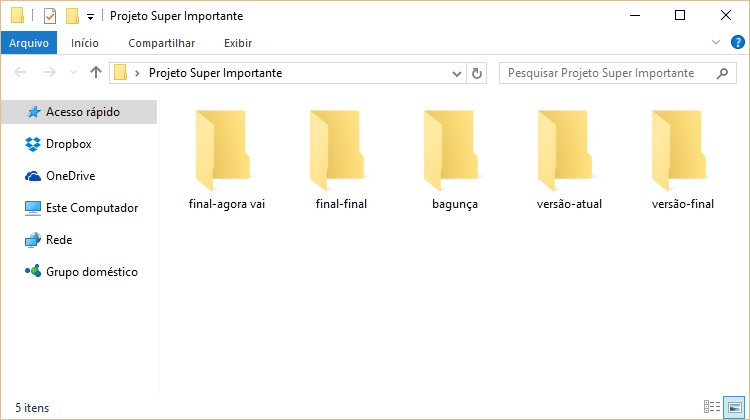 Projeto Super Importante
Arquivo Início Compartilhar Exibir
Projeto Super Importante Pesquisar Projeto Super Importante
Acesso rápido
Dropbox
OneDrive
Este Computador
Rede
Grupo doméstico
final-agora vai final-final bagunça versão-atual versão-final
5 itens